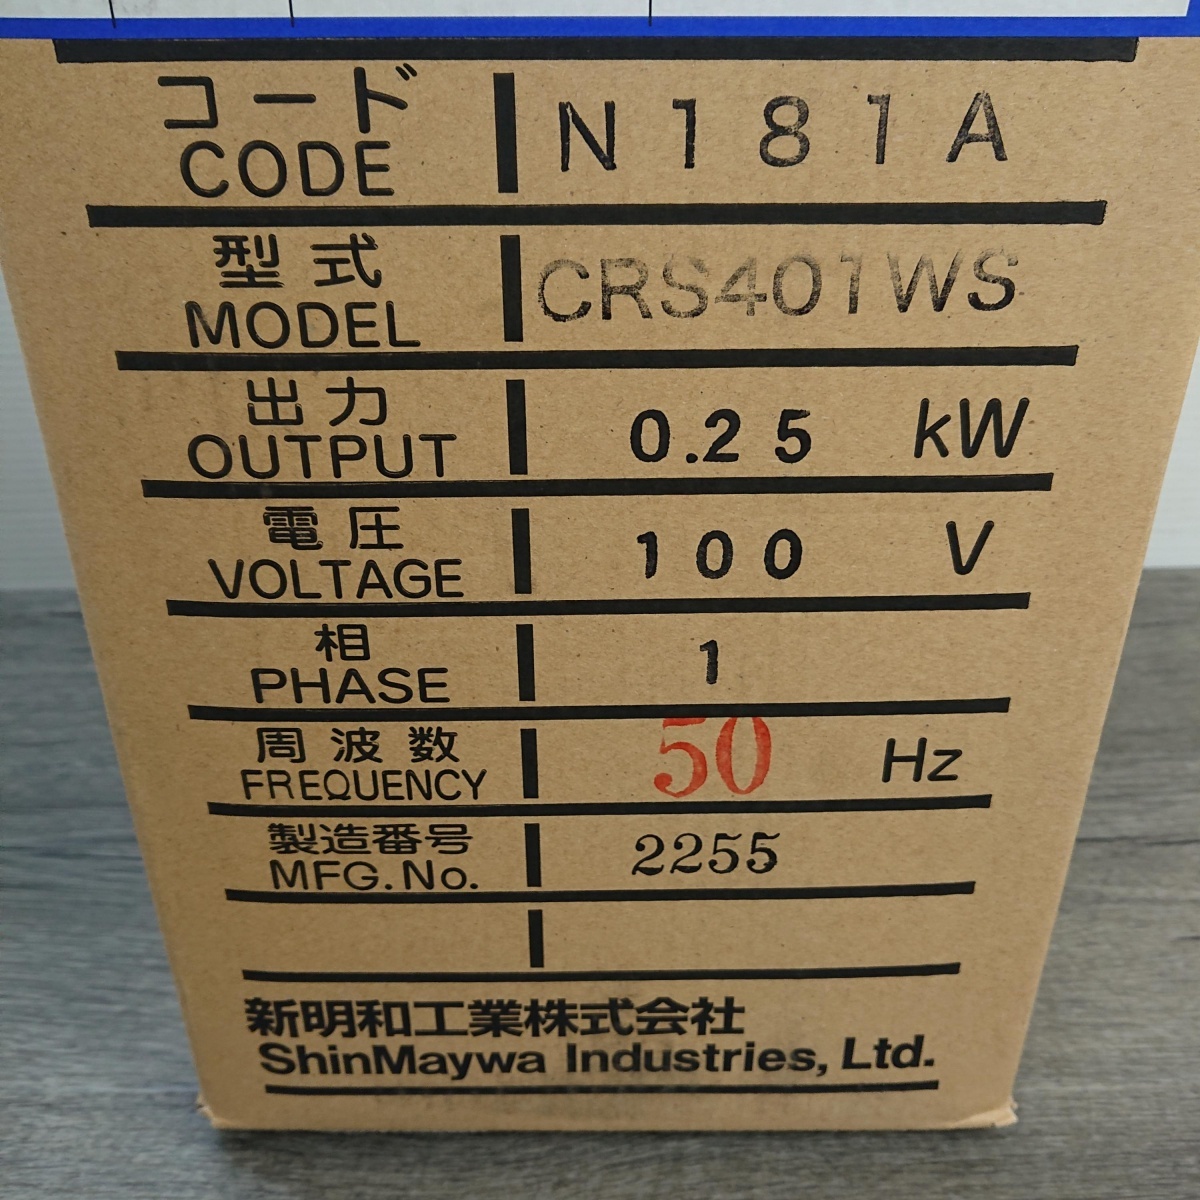 コード
CODE
N181A
型式
MODEL
CRS401WS
出力
OUTPUT
0.25 kW
電圧
VOLTAGE
100 V
相
PHASE
1
周波数
FREQUENCY
50 Hz
製造番号
MFG.No.
2255
新明和工業株式会社
ShinMaywa Industries, Ltd.